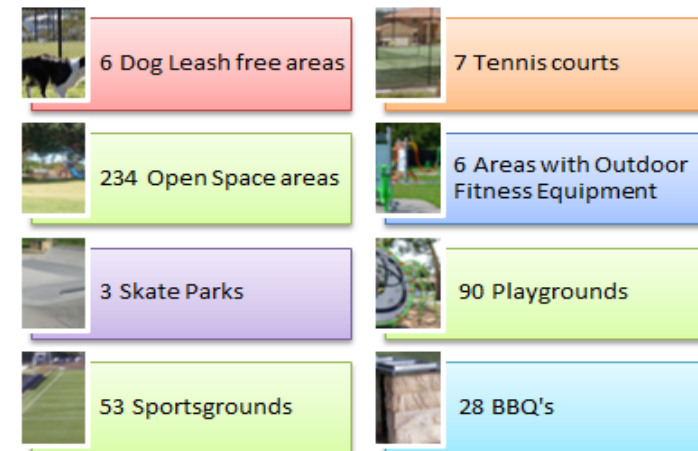 6 Dog Leash free areas
7 Tennis courts
234 Open Space areas
6 Areas with Outdoor
Fitness Equipment
3 Skate Parks
90 Playgrounds
53 Sportsgrounds
28 BBQ's